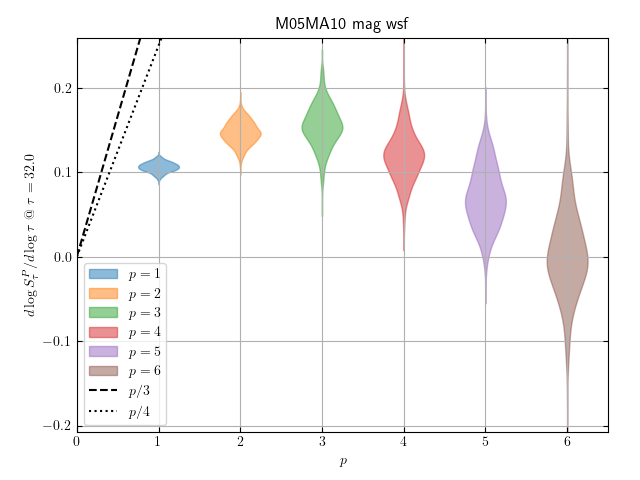 M05MA10 mag wsf
d log S_τ^P / d log τ @ τ = 32.0
0.2
0.1
0.0
−0.1
−0.2
p = 1
p = 2
p = 3
p = 4
p = 5
p = 6
p/3
p/4
0 1 2 3 4 5 6
p